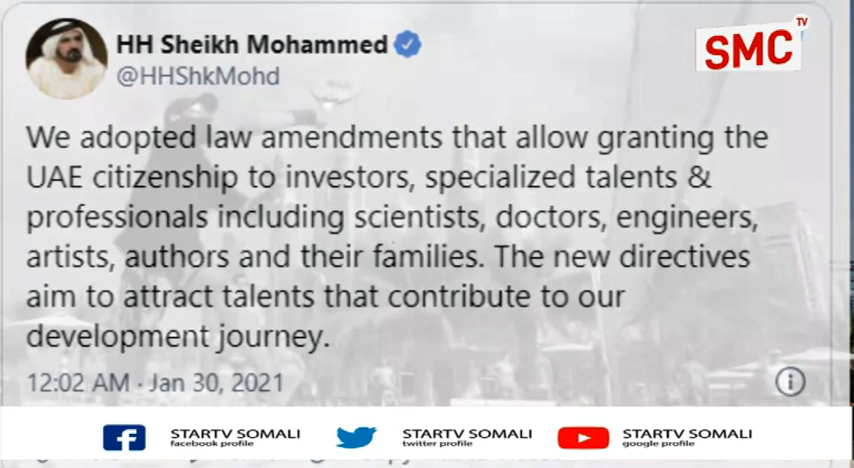 HH Sheikh Mohammed
@HHShkMohd
TV
SMC
We adopted law amendments that allow granting the
UAE citizenship to investors, specialized talents &
professionals including scientists, doctors, engineers,
artists, authors and their families. The new directives
aim to attract talents that contribute to our
development journey.
12:02 AM · Jan 30, 2021
STARTV SOMALI
facebook profile
STARTV SOMALI
twitter profile
STARTV SOMALI
google profile